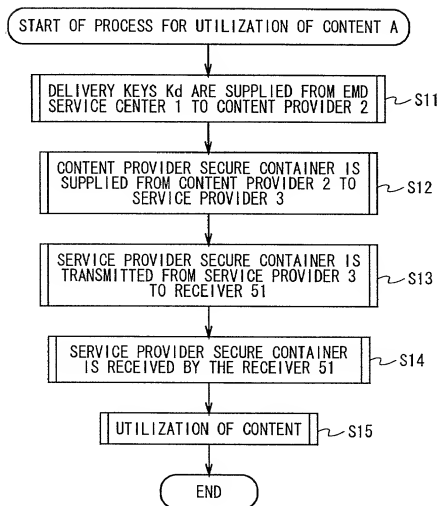 START OF PROCESS FOR UTILIZATION OF CONTENT A
DELIVERY KEYS Kd ARE SUPPLIED FROM EMD
SERVICE CENTER 1 TO CONTENT PROVIDER 2
S11
CONTENT PROVIDER SECURE CONTAINER IS
SUPPLIED FROM CONTENT PROVIDER 2 TO
SERVICE PROVIDER 3
S12
SERVICE PROVIDER SECURE CONTAINER IS
TRANSMITTED FROM SERVICE PROVIDER 3
TO RECEIVER 51
S13
SERVICE PROVIDER SECURE CONTAINER
IS RECEIVED BY THE RECEIVER 51
S14
UTILIZATION OF CONTENT
S15
END